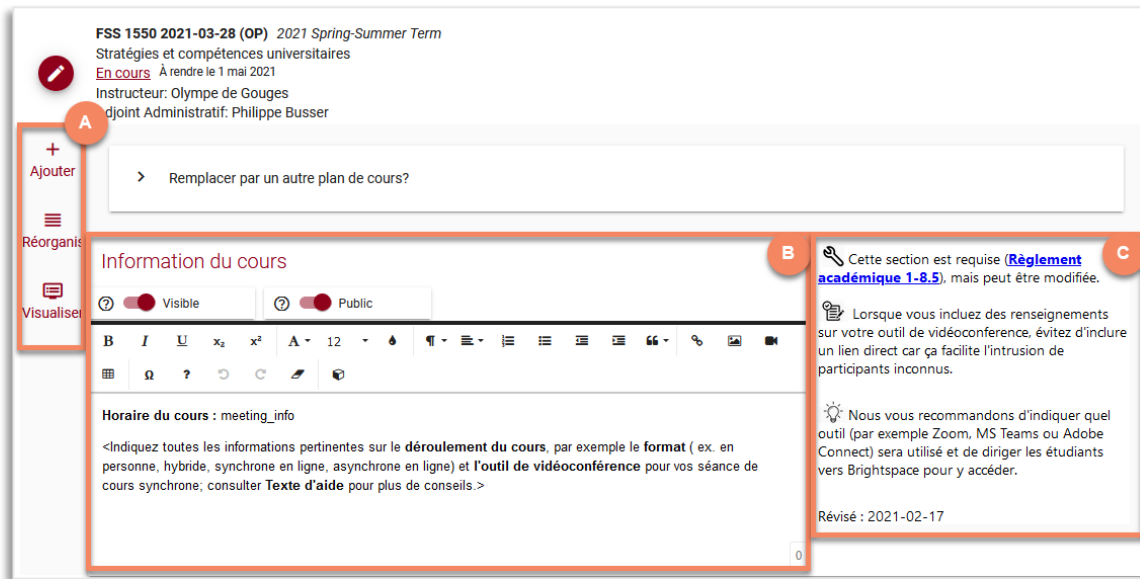 FSS 1550 2021-03-28 (OP) 2021 Spring-Summer Term
Stratégies et compétences universitaires
En cours À rendre le 1 mai 2021
Instructeur: Olympe de Gouges
djoint Administratif: Philippe Busser
A
Ajouter
Réorganis
Visualiser
Remplacer par un autre plan de cours?
B
Information du cours
Visible
Public
B I U x₂ x² A 12 ¶ Ω ?
Horaire du cours : meeting_info
<Indiquez toutes les informations pertinentes sur le déroulement du cours, par exemple le format ( ex. en
personne, hybride, synchrone en ligne, asynchrone en ligne) et l'outil de vidéoconférence pour vos séance de
cours synchrone; consulter Texte d'aide pour plus de conseils.>
0
C
Cette section est requise (Règlement
académique 1-8.5), mais peut être modifiée.
Lorsque vous incluez des renseignements
sur votre outil de vidéoconference, évitez d'inclure
un lien direct car ça facilite l'intrusion de
participants inconnus.
Nous vous recommandons d'indiquer quel
outil (par exemple Zoom, MS Teams ou Adobe
Connect) sera utilisé et de diriger les étudiants
vers Brightspace pour y accéder.
Révisé : 2021-02-17